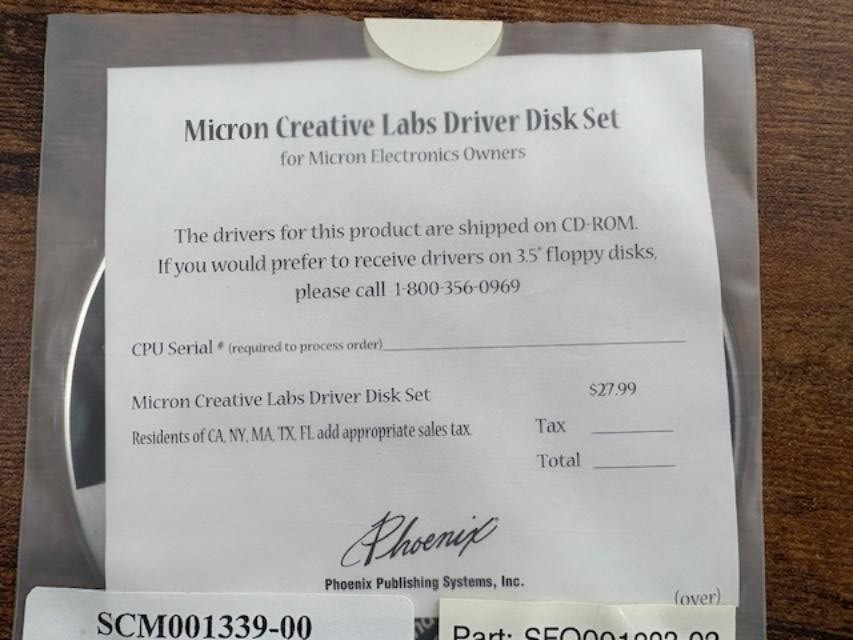 Micron Creative Labs Driver Disk Set
for Micron Electronics Owners
The drivers for this product are shipped on CD-ROM.
If you would prefer to receive drivers on 3.5" floppy disks,
please call 1-800-356-0969
CPU Serial # (required to process order)
Micron Creative Labs Driver Disk Set $27.99
Residents of CA, NY, MA, TX, FL add appropriate sales tax. Tax
Total
Phoenix
Phoenix Publishing Systems, Inc.
(over)
SCM001339-00
Part: